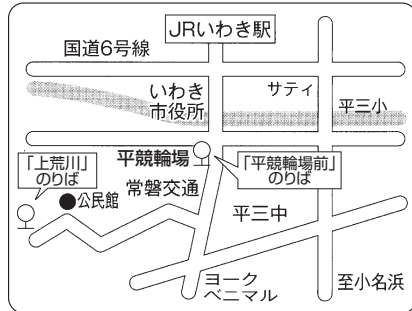 JRいわき駅
国道6号線
いわき
市役所
サティ
平三小
「上荒川」
のりば
平競輪場
「平競輪場前」
のりば
公民館
常磐交通
平三中
ヨーク
ベニマル
至小名浜